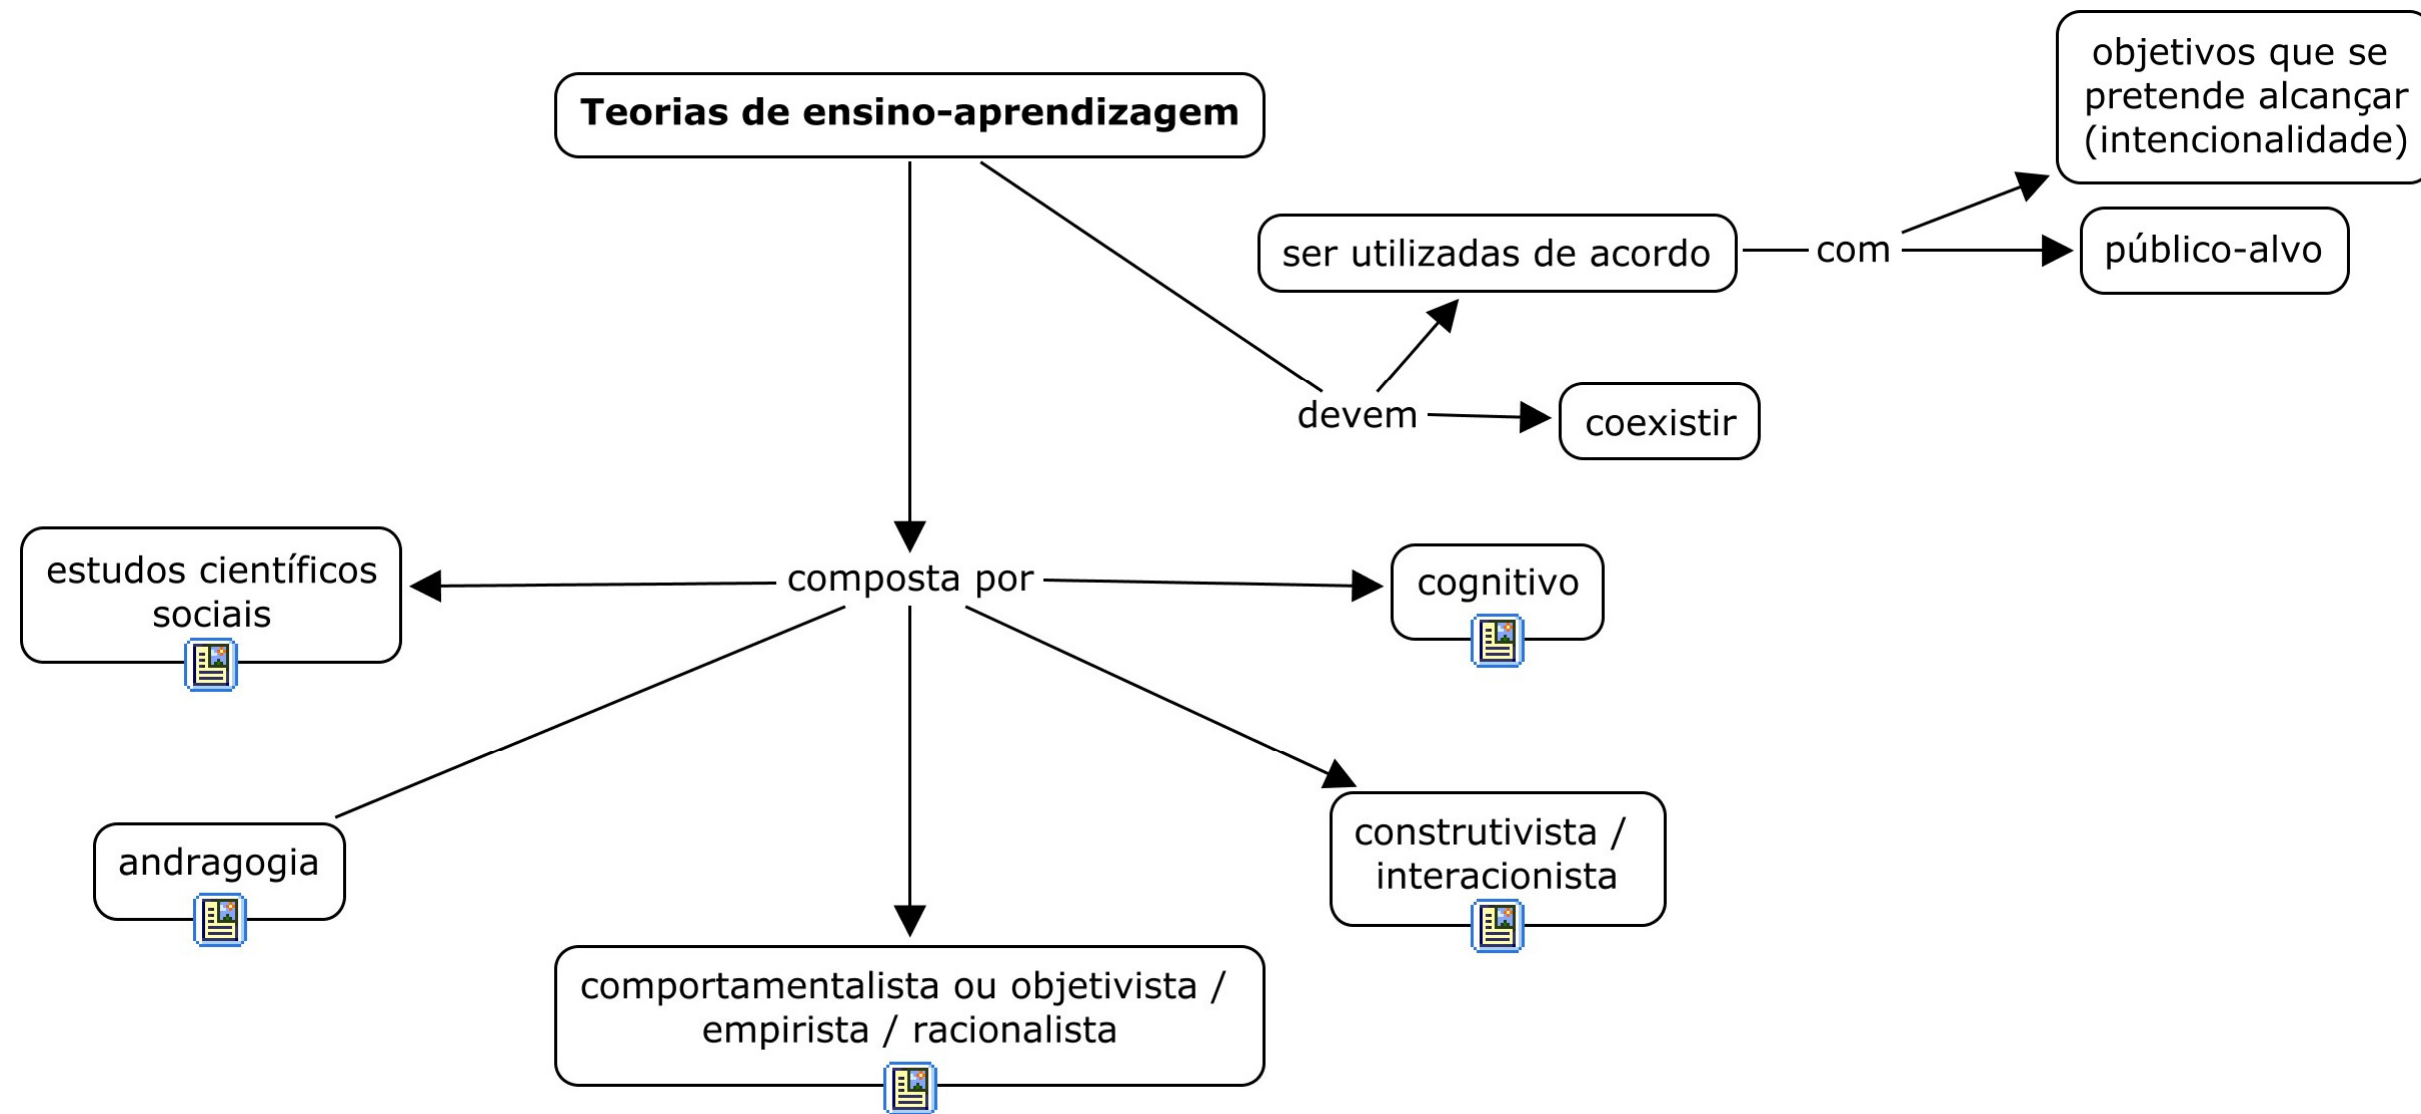 objetivos que se
pretende alcançar
(intencionalidade)
Teorias de ensino-aprendizagem
ser utilizadas de acordo
com
público-alvo
devem
coexistir
estudos científicos
sociais
composta por
cognitivo
andragogia
construtivista /
interacionista
comportamentalista ou objetivista /
empirista / racionalista